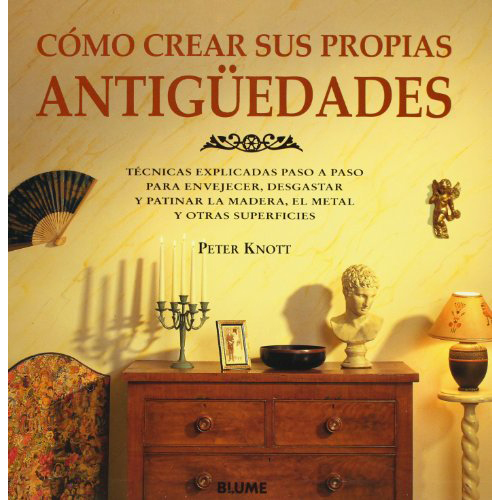 CÓMO CREAR SUS PROPIAS
ANTIGÜEDADES
TÉCNICAS EXPLICADAS PASO A PASO
PARA ENVEJECER, DESGASTAR
Y PATINAR LA MADERA, EL METAL
Y OTRAS SUPERFICIES
PETER KNOTT
BLUME